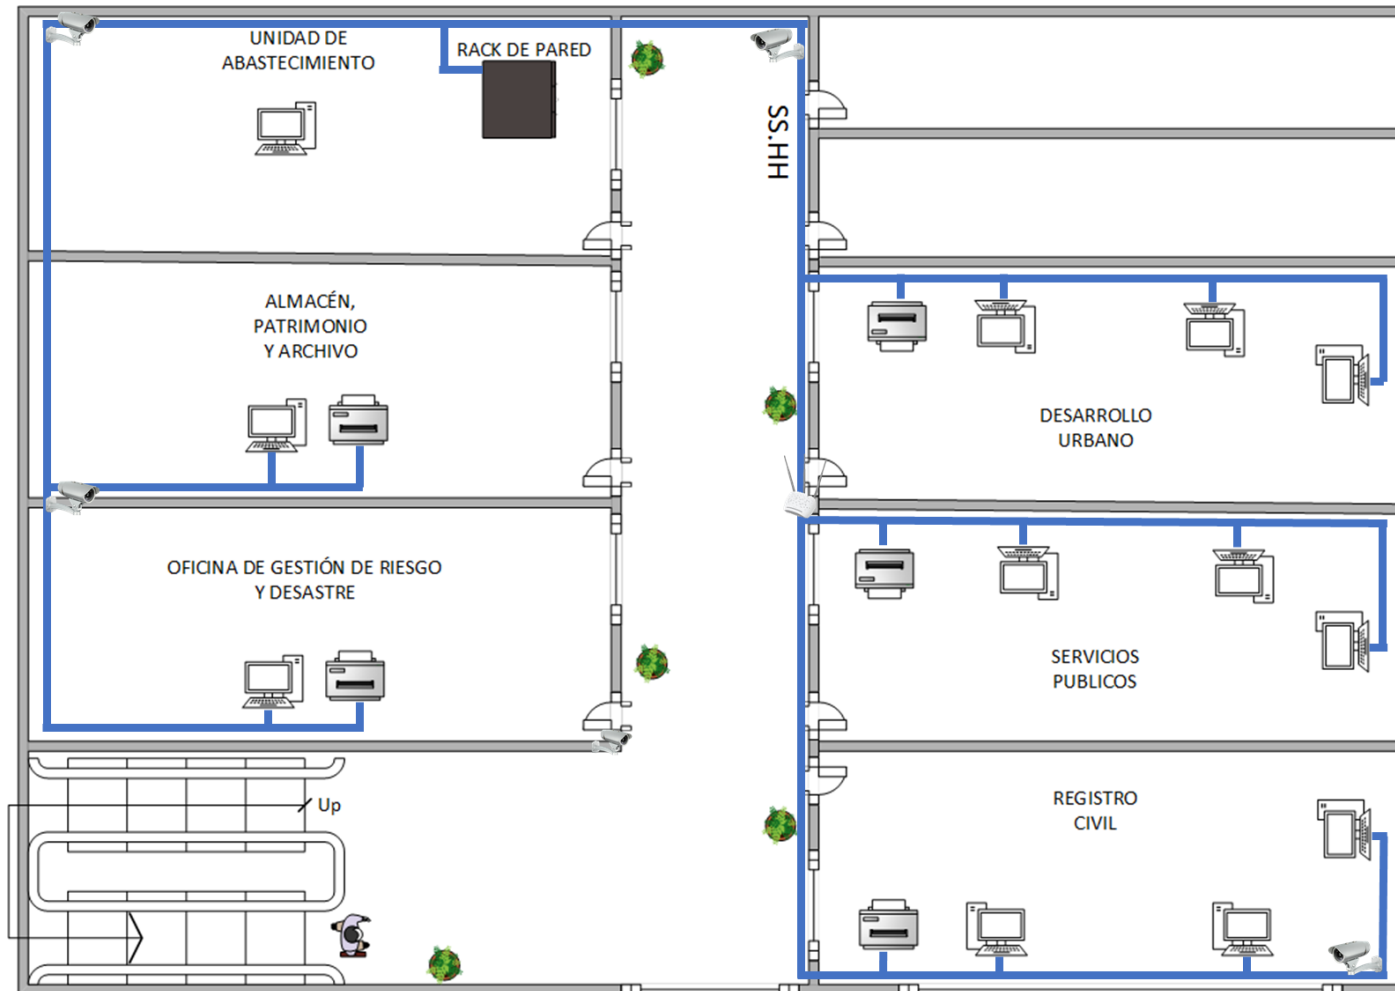 UNIDAD DE
ABASTECIMIENTO
RACK DE PARED
SS.HH
ALMACÉN,
PATRIMONIO
Y ARCHIVO
DESARROLLO
URBANO
OFICINA DE GESTIÓN DE RIESGO
Y DESASTRE
SERVICIOS
PUBLICOS
Up
REGISTRO
CIVIL